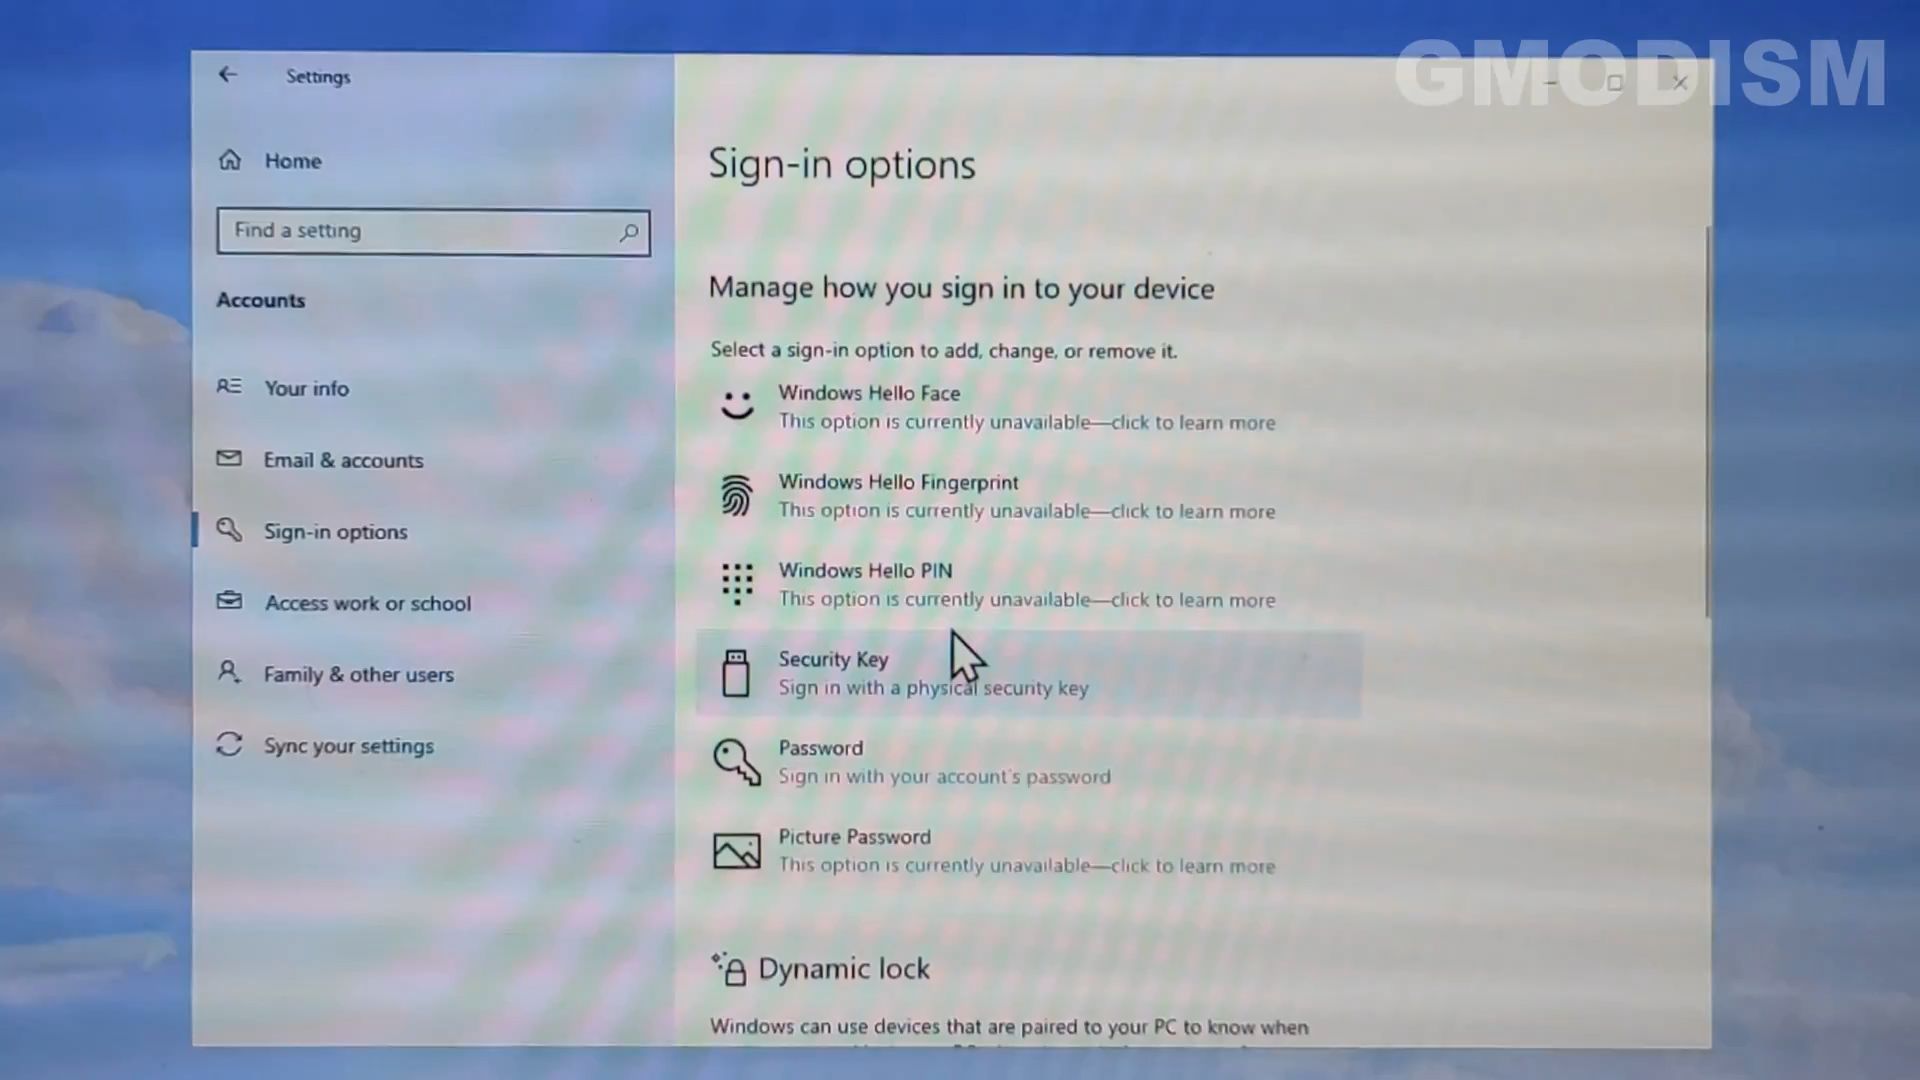 GMODISM
Settings
Home
Find a setting
Accounts
Your info
Email & accounts
Sign-in options
Access work or school
Family & other users
Sync your settings
Sign-in options
Manage how you sign in to your device
Select a sign-in option to add, change, or remove it.
Windows Hello Face
This option is currently unavailable—click to learn more
Windows Hello Fingerprint
This option is currently unavailable—click to learn more
Windows Hello PIN
This option is currently unavailable—click to learn more
Security Key
Sign in with a physical security key
Password
Sign in with your account's password
Picture Password
This option is currently unavailable—click to learn more
Dynamic lock
Windows can use devices that are paired to your PC to know when